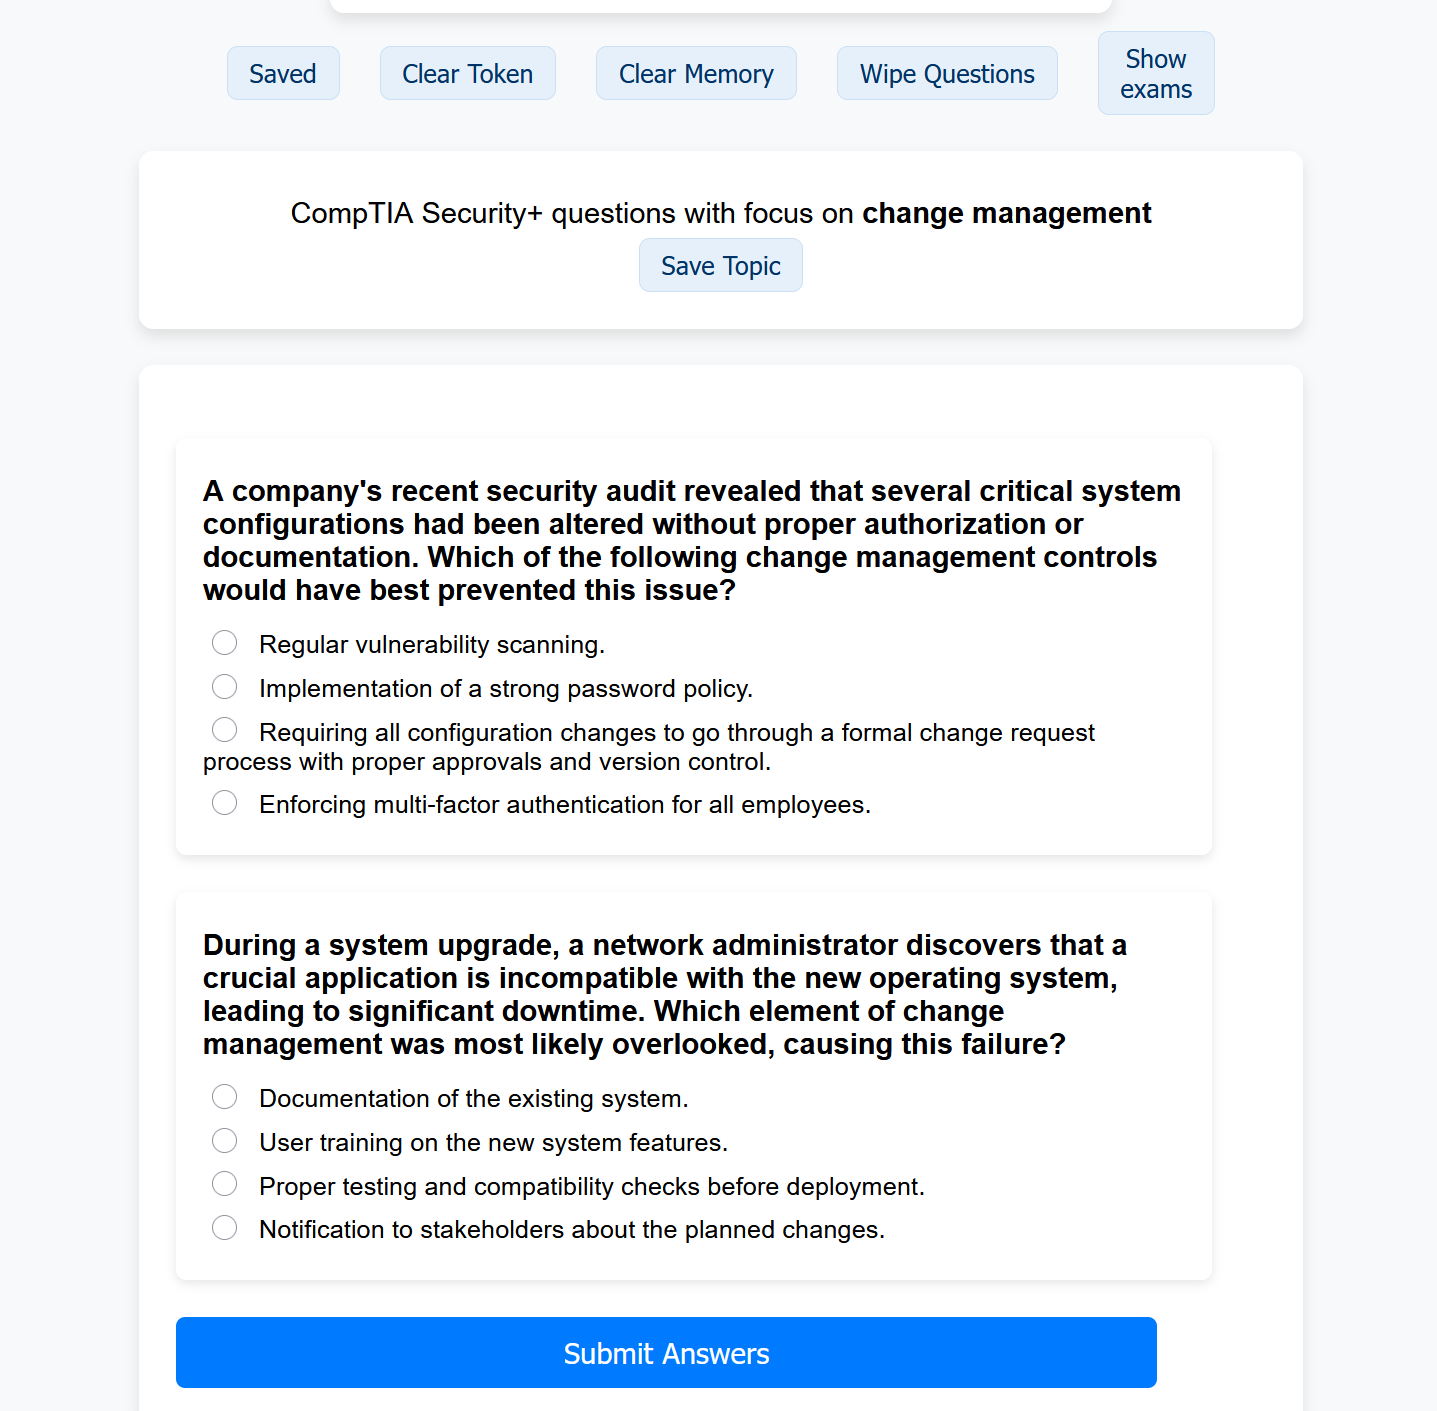 Saved
Clear Token
Clear Memory
Wipe Questions
Show
exams
CompTIA Security+ questions with focus on change management
Save Topic
A company's recent security audit revealed that several critical system
configurations had been altered without proper authorization or
documentation. Which of the following change management controls
would have best prevented this issue?
Regular vulnerability scanning.
Implementation of a strong password policy.
Requiring all configuration changes to go through a formal change request
process with proper approvals and version control.
Enforcing multi-factor authentication for all employees.
During a system upgrade, a network administrator discovers that a
crucial application is incompatible with the new operating system,
leading to significant downtime. Which element of change
management was most likely overlooked, causing this failure?
Documentation of the existing system.
User training on the new system features.
Proper testing and compatibility checks before deployment.
Notification to stakeholders about the planned changes.
Submit Answers